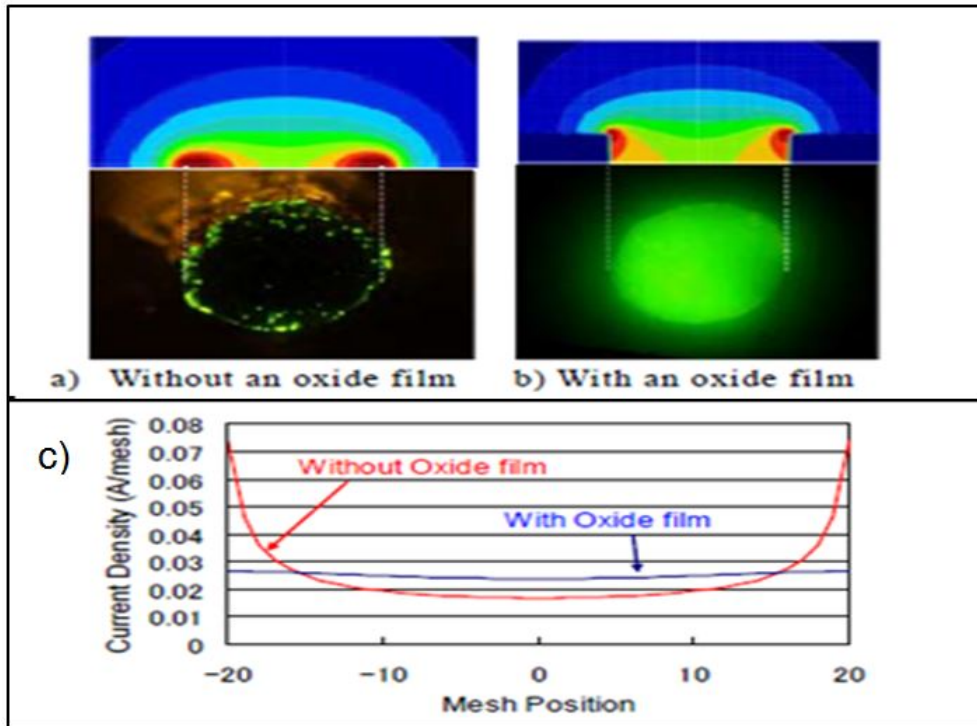 a) Without an oxide film
b) With an oxide film
c)
Current Density (A/mesh)
0.08
0.07
0.06
0.05
0.04
0.03
0.02
0.01
0
Without Oxide film
With Oxide film
-20 -10 0 10 20
Mesh Position